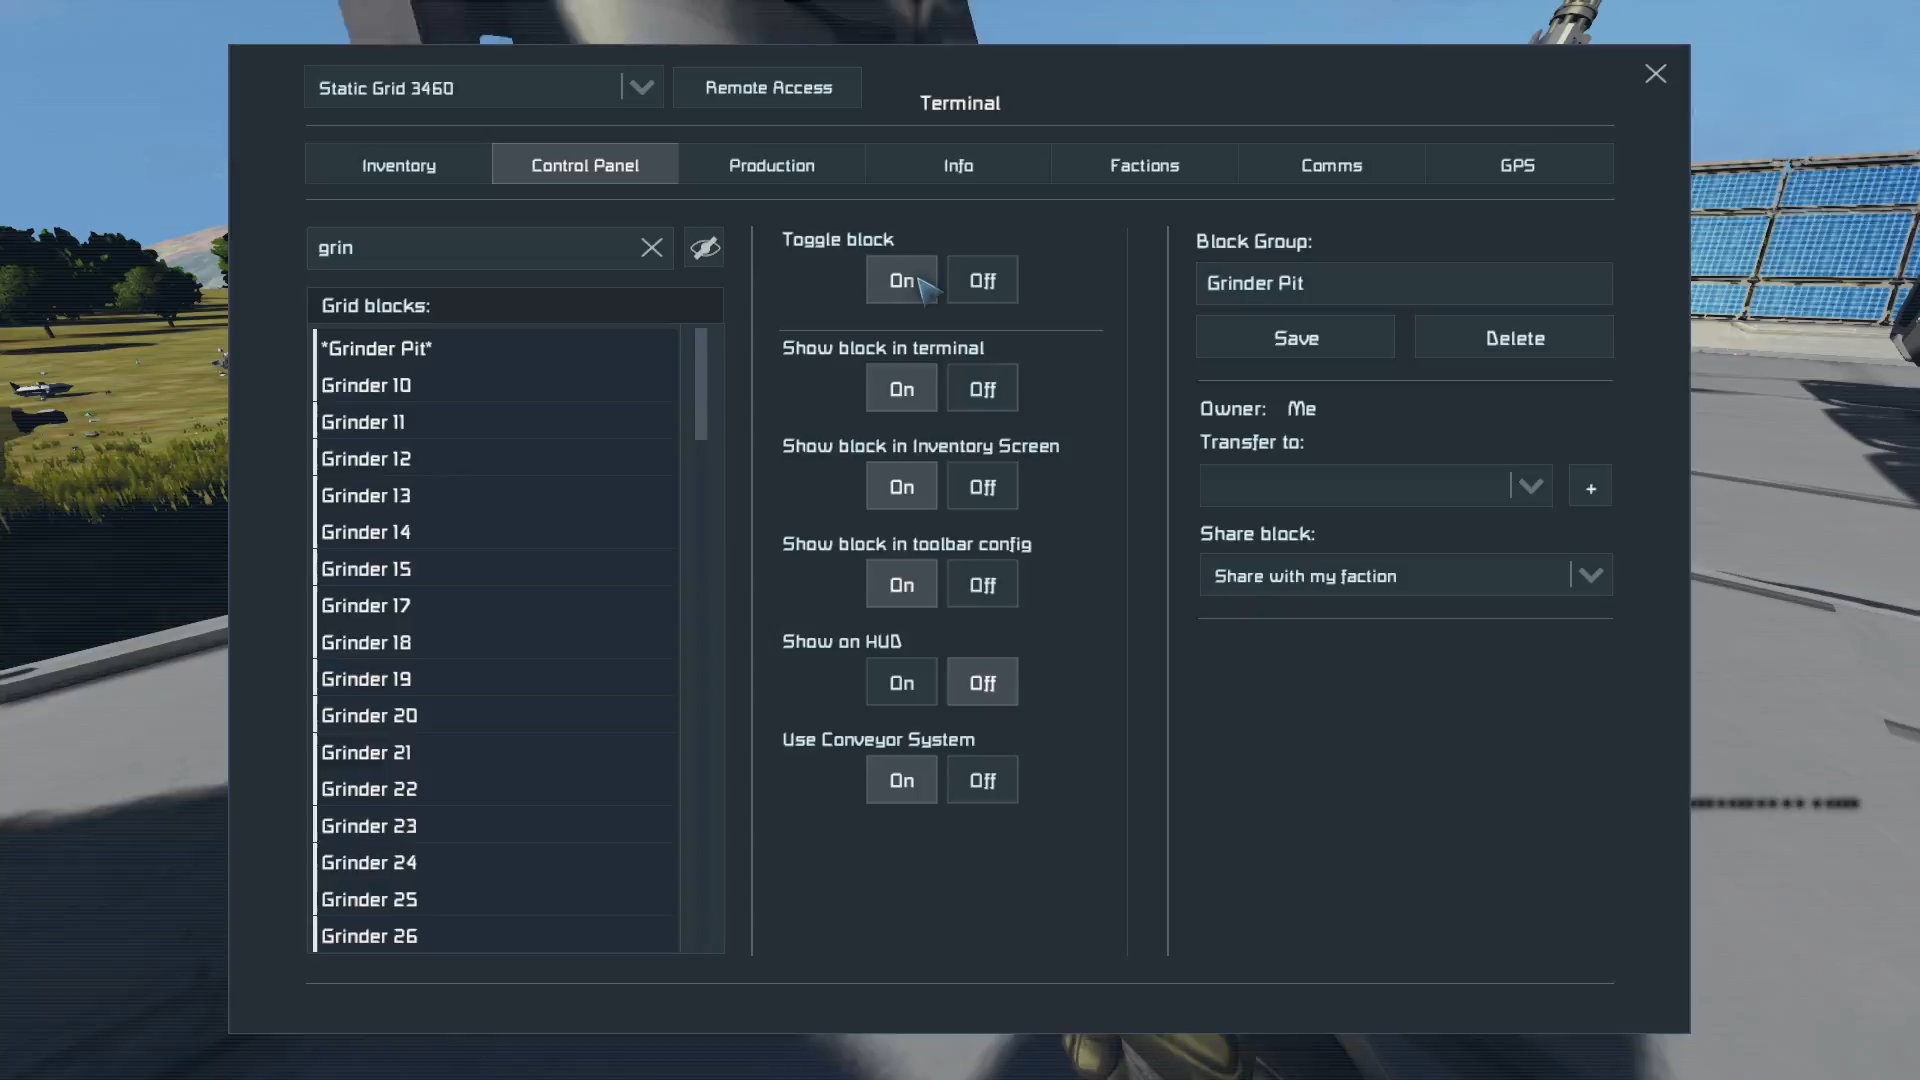 Static Grid 3460
Remote Access
Terminal
Inventory
Control Panel
Production
Info
Factions
Comms
GPS
grin
Grid blocks:
*Grinder Pit*
Grinder 10
Grinder 11
Grinder 12
Grinder 13
Grinder 14
Grinder 15
Grinder 17
Grinder 18
Grinder 19
Grinder 20
Grinder 21
Grinder 22
Grinder 23
Grinder 24
Grinder 25
Grinder 26
Toggle block
On Off
Show block in terminal
On Off
Show block in Inventory Screen
On Off
Show block in toolbar config
On Off
Show on HUD
On Off
Use Conveyor System
On Off
Block Group:
Grinder Pit
Save Delete
Owner: Me
Transfer to:
+
Share block:
Share with my faction